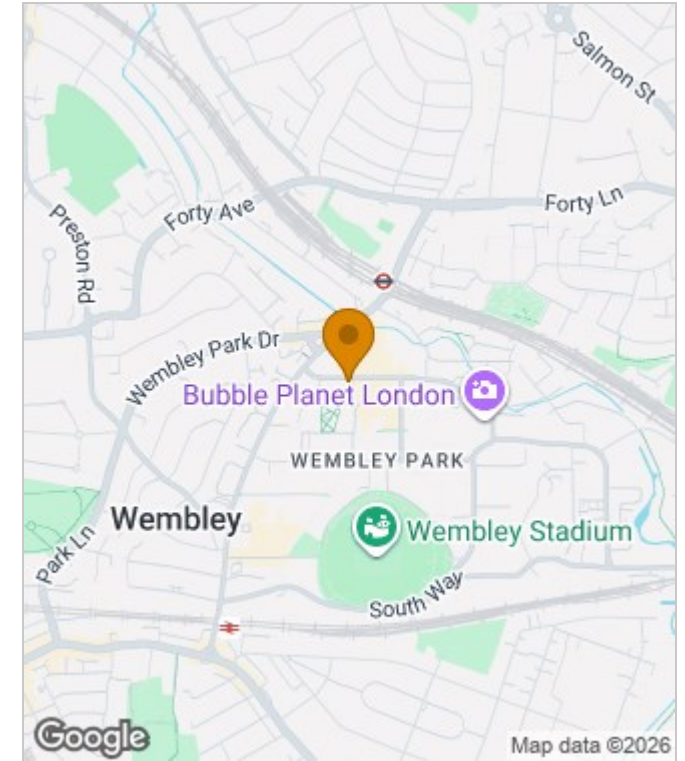 Salmon St
Forty Ave
Forty Ln
Preston Rd
Wembley Park Dr
Bubble Planet London
WEMBLEY PARK
Wembley
Wembley Stadium
Park Ln
South Way
Google
Map data ©2026